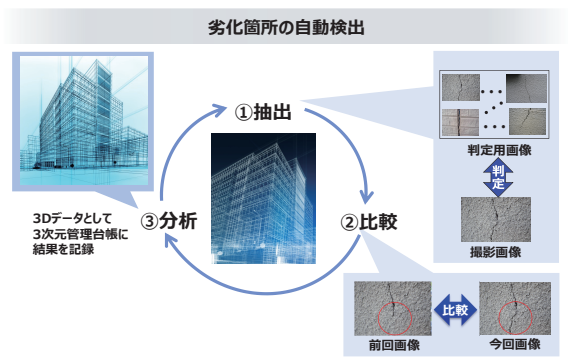 劣化箇所の自動検出
①抽出
判定用画像
判定
撮影画像
②比較
比較
前回画像
今回画像
③分析
3Dデータとして
3次元管理台帳に
結果を記録